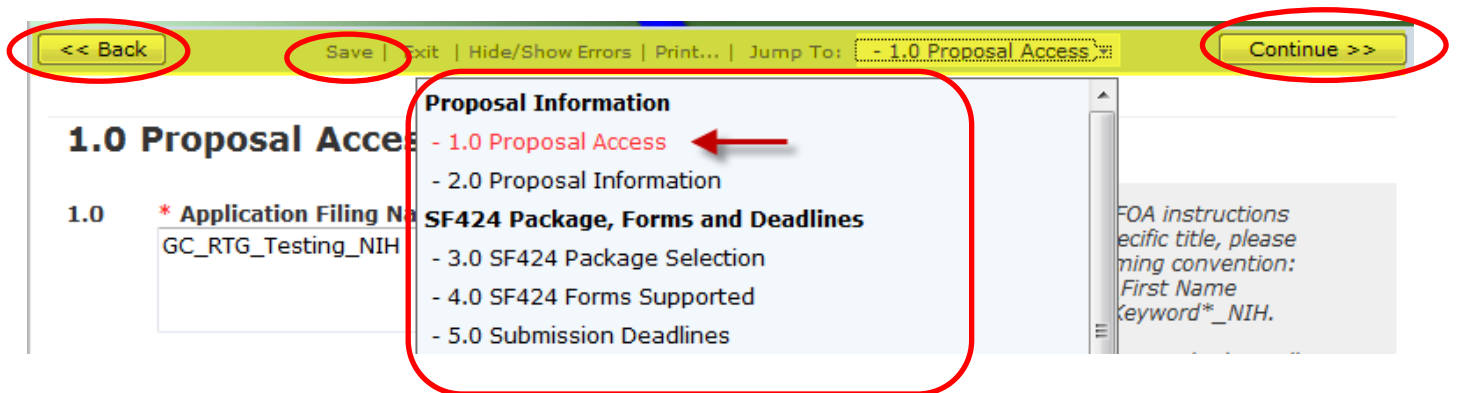 << Back Save | Exit | Hide/Show Errors | Print... | Jump To: - 1.0 Proposal Access Continue >>
Proposal Information
1.0 Proposal Acces
- 1.0 Proposal Access
- 2.0 Proposal Information
1.0 * Application Filing Na
SF424 Package, Forms and Deadlines
FOA instructions
GC_RTG_Testing_NIH
- 3.0 SF424 Package Selection
ecific title, please
ming convention:
- 4.0 SF424 Forms Supported
First Name
Keyword*_NIH.
- 5.0 Submission Deadlines